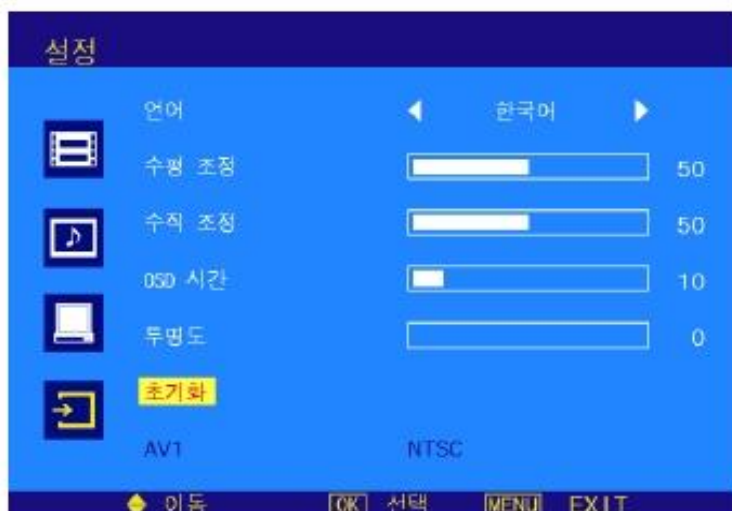 설정
언어 한국어
수평 조정 50
수직 조정 50
OSD 시간 10
투명도 0
초기화
AV1 NTSC
이동 OK 선택 MENU EXIT